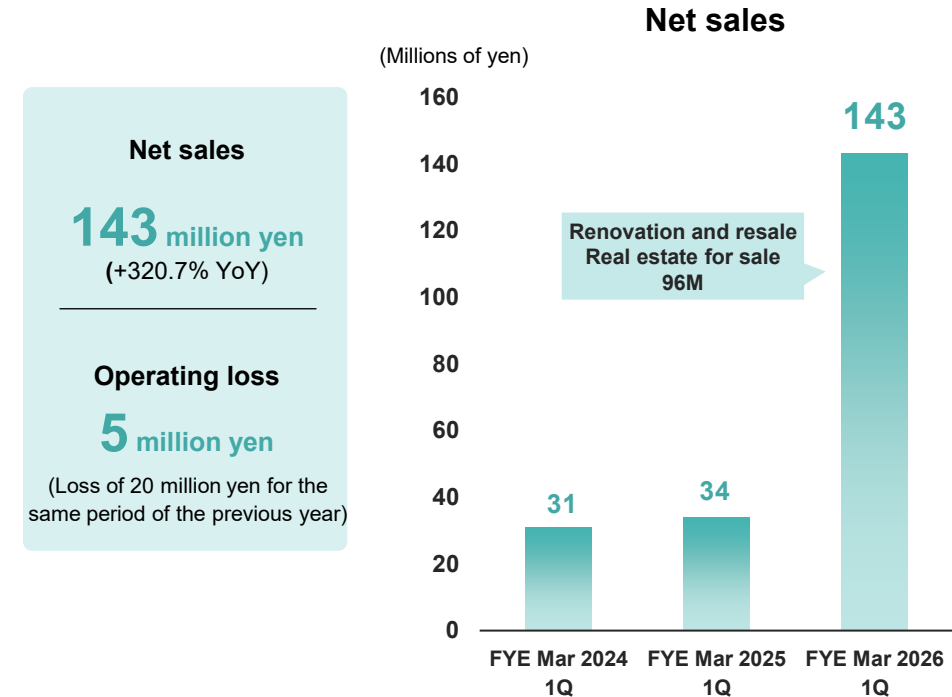 Net sales
(Millions of yen)
Net sales
143 million yen
(+320.7% YoY)
Operating loss
5 million yen
(Loss of 20 million yen for the
same period of the previous year)
160
140
120
100
80
60
40
20
0
31
34
143
Renovation and resale
Real estate for sale
96M
FYE Mar 2024
1Q
FYE Mar 2025
1Q
FYE Mar 2026
1Q